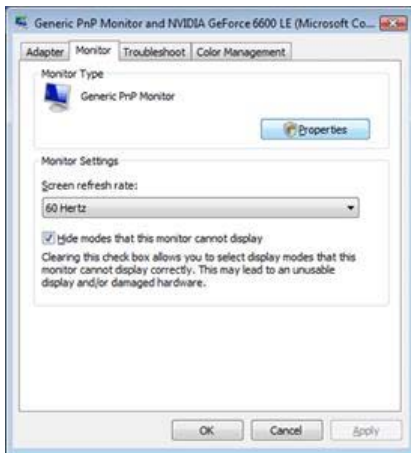 Generic PnP Monitor and NVIDIA GeForce 6600 LE (Microsoft Co...
Adapter Monitor Troubleshoot Color Management
Monitor Type
Generic PnP Monitor
Properties
Monitor Settings
Screen refresh rate:
60 Hertz
Hide modes that this monitor cannot display
Clearing this check box allows you to select display modes that this
monitor cannot display correctly. This may lead to an unusable
display and/or damaged hardware.
OK Cancel Apply